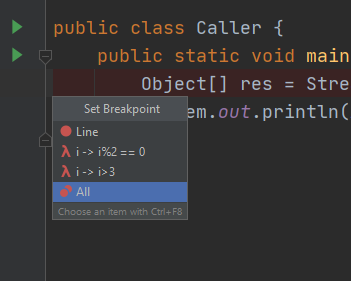 public class Caller {
public static void main
Object[] res = Stre
em.out.println(
Set Breakpoint
Line
λ i -> i%2 == 0
λ i -> i>3
All
Choose an item with Ctrl+F8